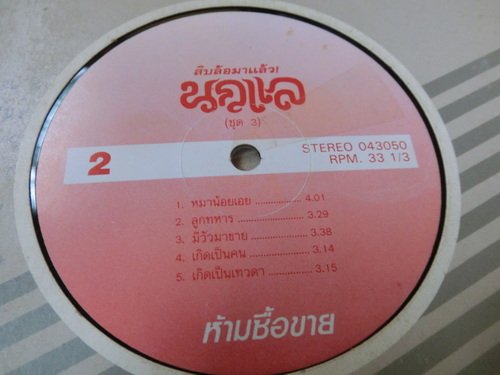 สิบล้อมาแล้ว!
นกแล
(ชุด 3)
2
STEREO 043050
RPM. 33 1/3
1. หมาน้อยเอย ................ 4.01
2. ลูกทหาร ...................... 3.29
3. มีวัวมาขาย ................... 3.38
4. เกิดเป็นคน ................... 3.14
5. เกิดเป็นเทวดา .............. 3.15
ห้ามซื้อขาย